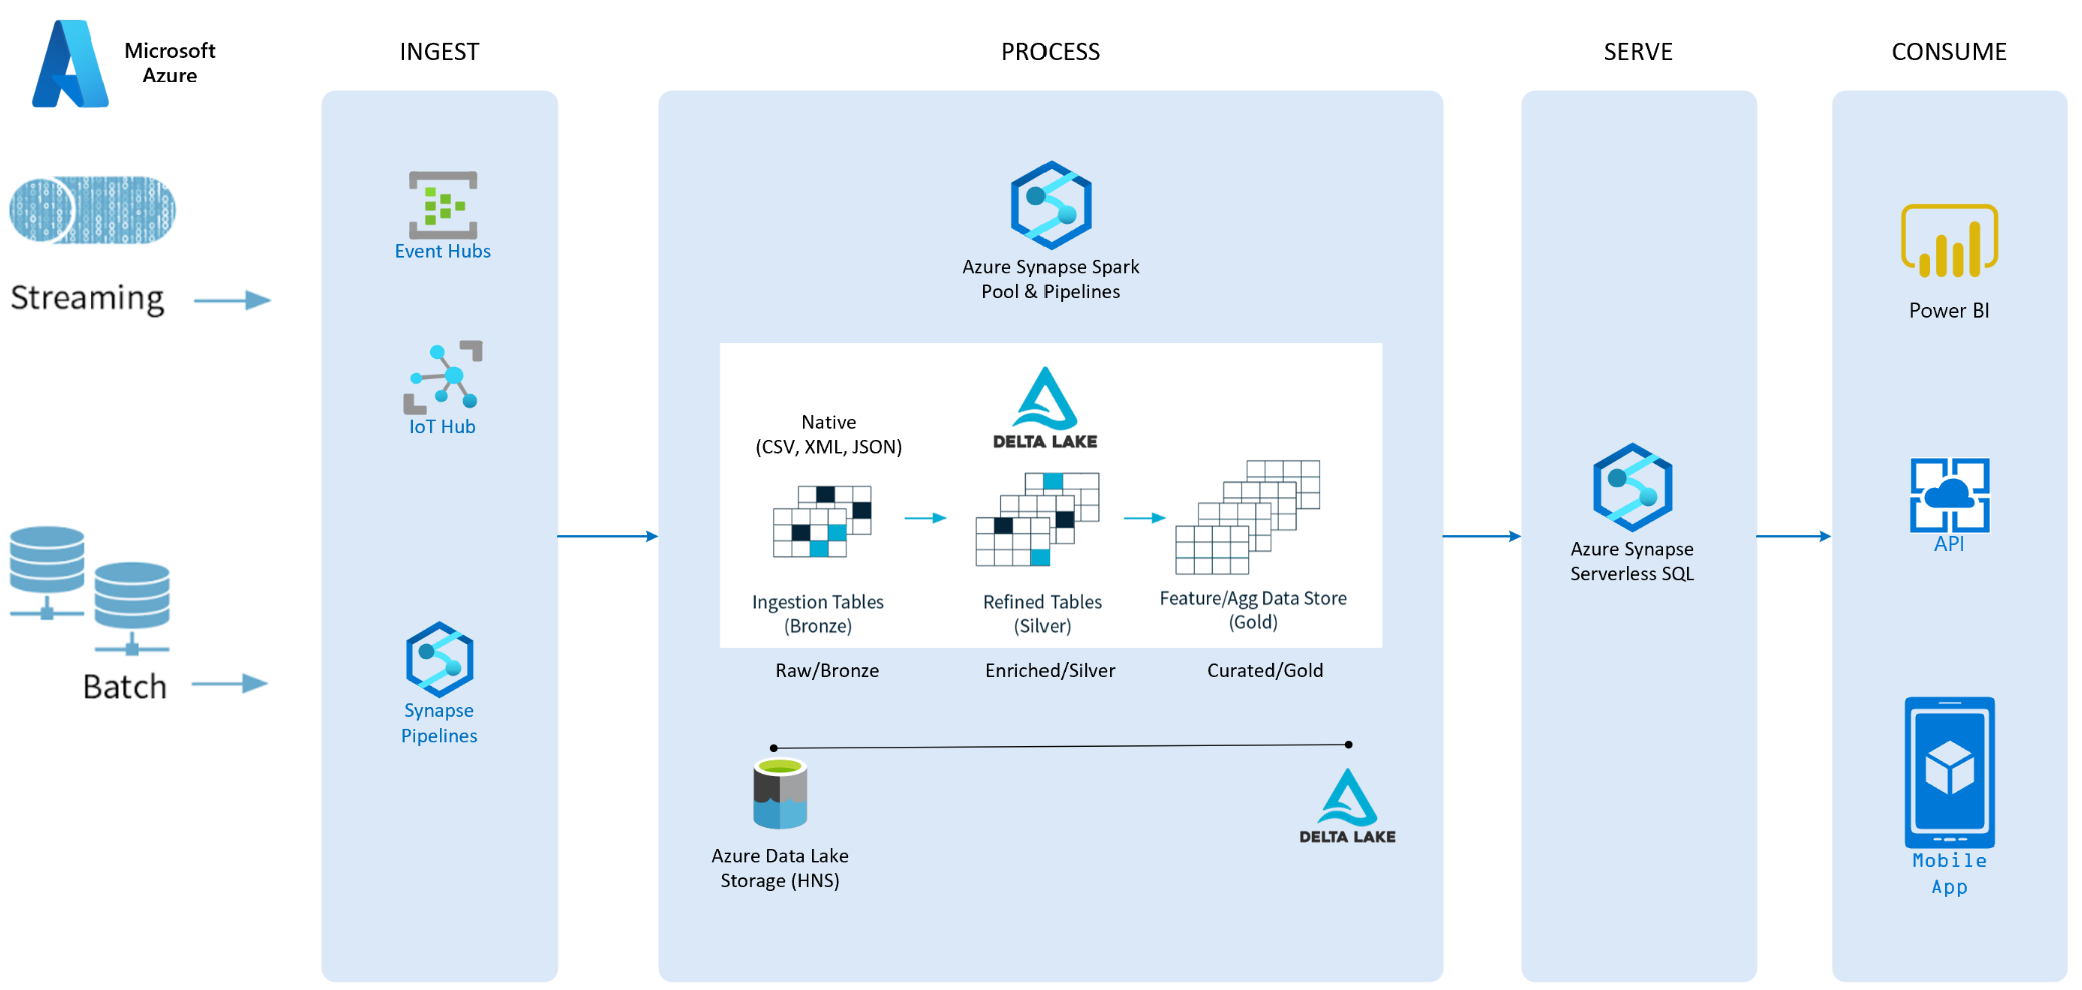 Microsoft
Azure
INGEST
PROCESS
SERVE
CONSUME
Streaming
Batch
Event Hubs
IoT Hub
Synapse
Pipelines
Azure Synapse Spark
Pool & Pipelines
Native
(CSV, XML, JSON)
DELTA LAKE
Ingestion Tables
(Bronze)
Refined Tables
(Silver)
Feature/Agg Data Store
(Gold)
Raw/Bronze
Enriched/Silver
Curated/Gold
Azure Data Lake
Storage (HNS)
DELTA LAKE
Azure Synapse
Serverless SQL
Power BI
API
Mobile
App